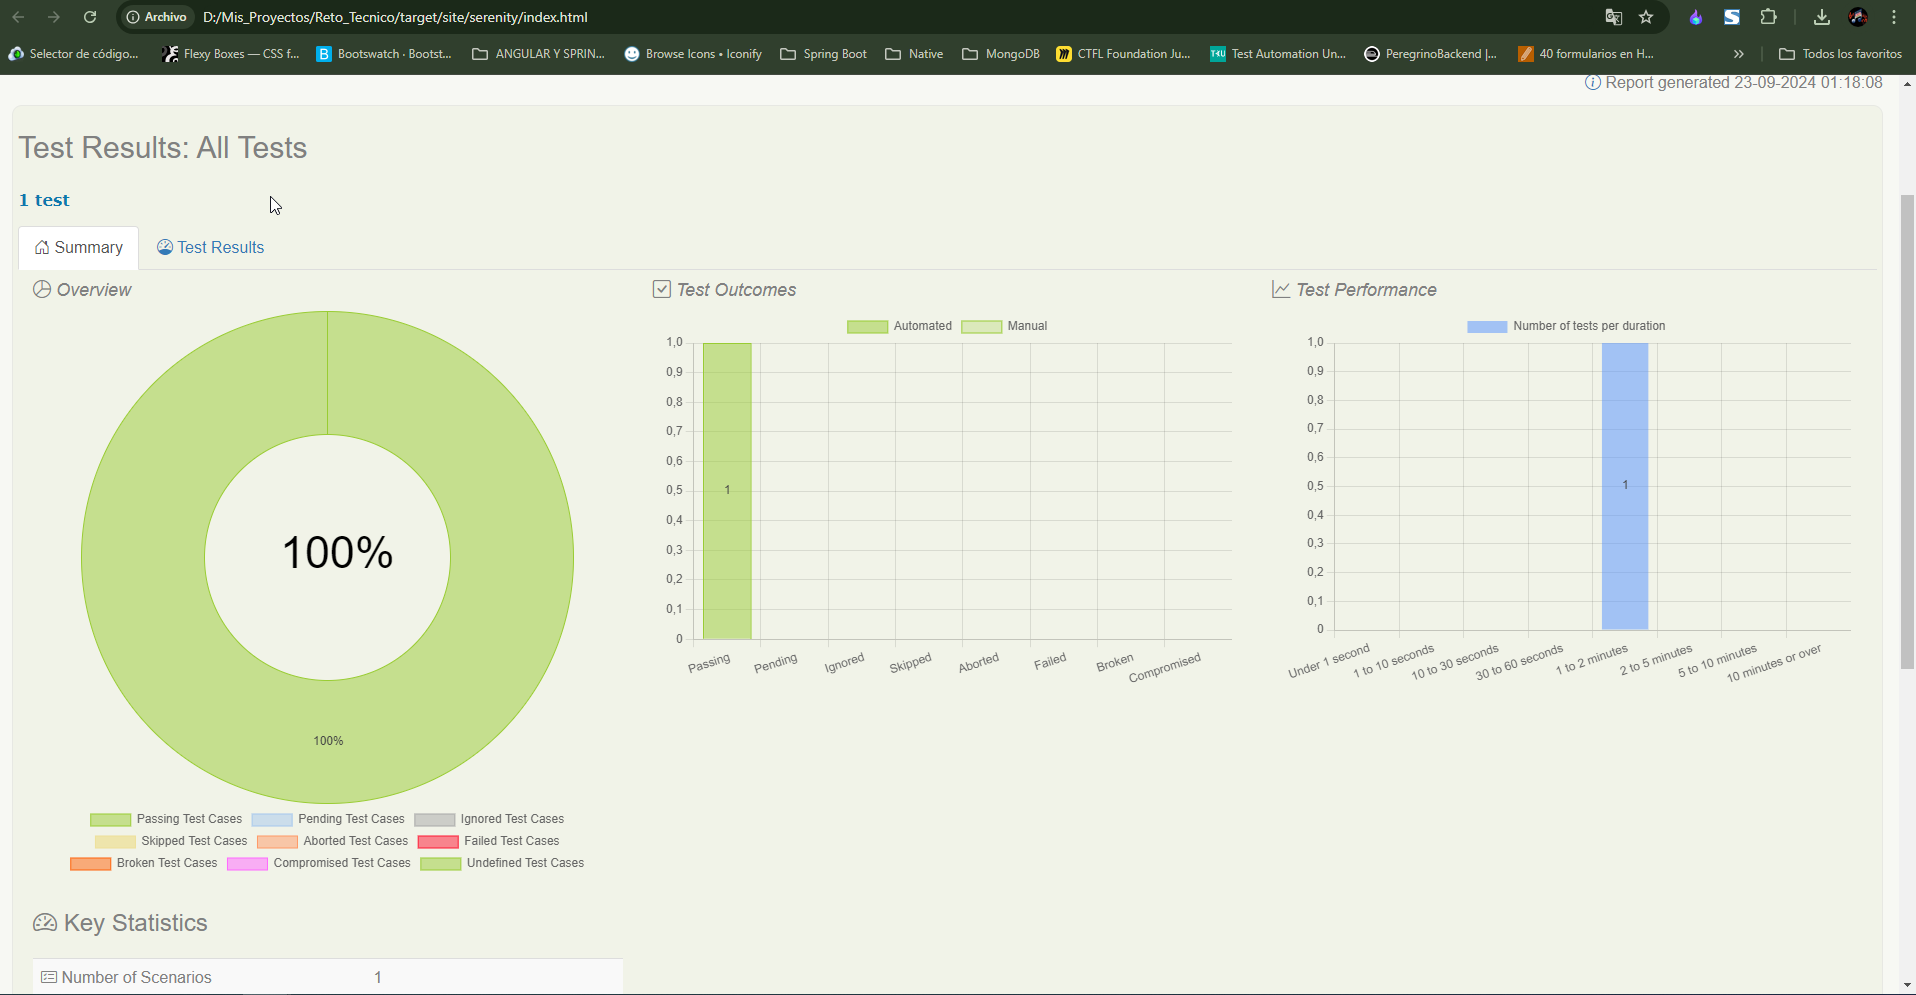 Archivo D:/Mis_Proyectos/Reto_Tecnico/target/site/serenity/index.html
Selector de código... Flexy Boxes — CSS f... Bootswatch · Bootst... ANGULAR Y SPRIN... Browse Icons • Iconify Spring Boot Native MongoDB CTFL Foundation Ju... Test Automation Un... PeregrinoBackend |... 40 formularios en H... » Todos los favoritos
Report generated 23-09-2024 01:18:08
Test Results: All Tests
1 test
Summary Test Results
Overview
100%
100%
Passing Test Cases Pending Test Cases Ignored Test Cases
Skipped Test Cases Aborted Test Cases Failed Test Cases
Broken Test Cases Compromised Test Cases Undefined Test Cases
Test Outcomes
Automated Manual
1,0
0,9
0,8
0,7
0,6
0,5
0,4
0,3
0,2
0,1
0
1
Passing Pending Ignored Skipped Aborted Failed Broken Compromised
Test Performance
Number of tests per duration
1,0
0,9
0,8
0,7
0,6
0,5
0,4
0,3
0,2
0,1
0
1
Under 1 second 1 to 10 seconds 10 to 30 seconds 30 to 60 seconds 1 to 2 minutes 2 to 5 minutes 5 to 10 minutes 10 minutes or over
Key Statistics
Number of Scenarios 1